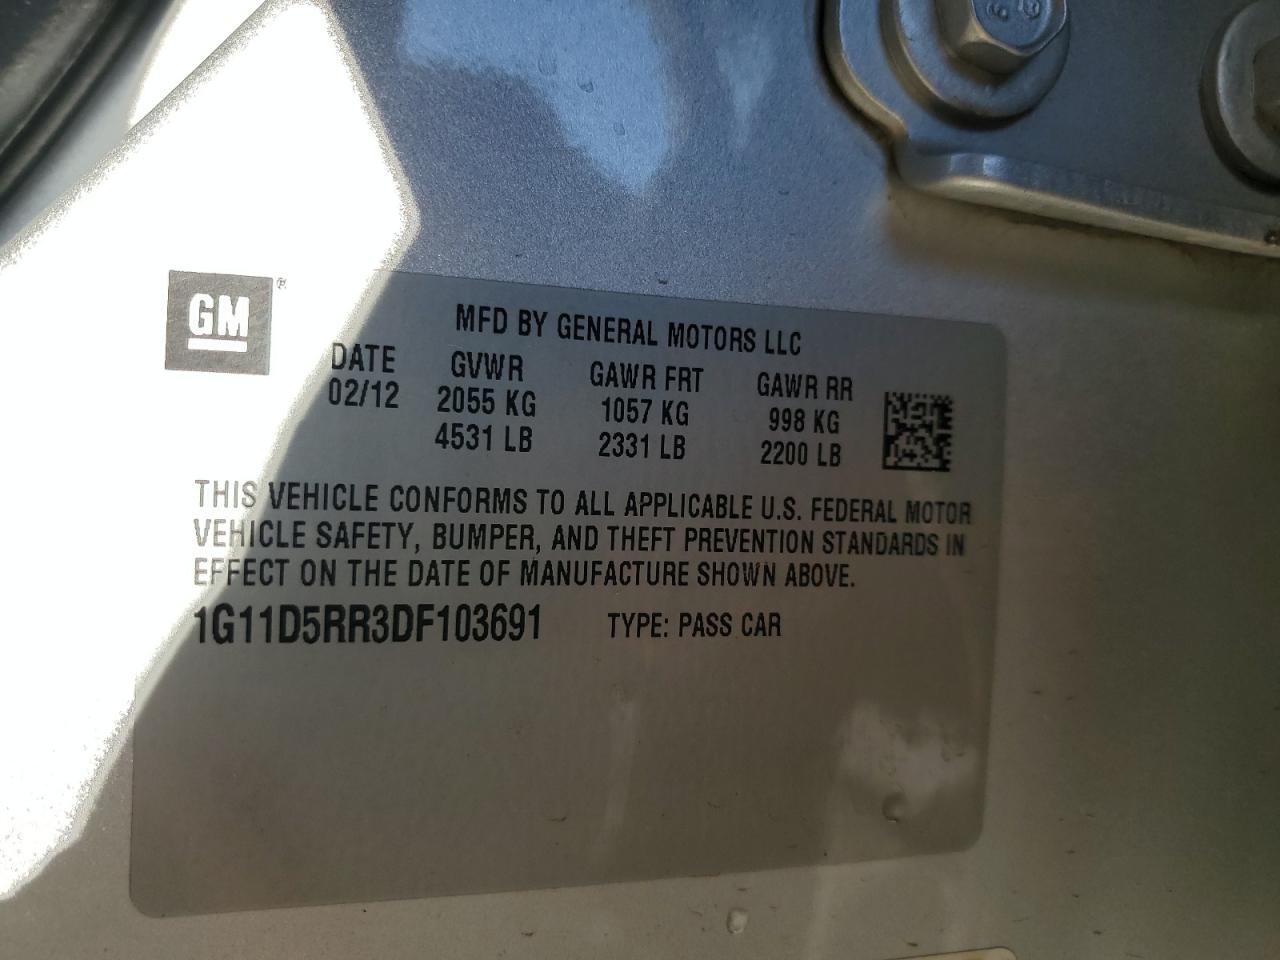 GM ®
MFD BY GENERAL MOTORS LLC
DATE GVWR GAWR FRT GAWR RR
02/12 2055 KG 1057 KG 998 KG
4531 LB 2331 LB 2200 LB
THIS VEHICLE CONFORMS TO ALL APPLICABLE U.S. FEDERAL MOTOR
VEHICLE SAFETY, BUMPER, AND THEFT PREVENTION STANDARDS IN
EFFECT ON THE DATE OF MANUFACTURE SHOWN ABOVE.
1G11D5RR3DF103691 TYPE: PASS CAR